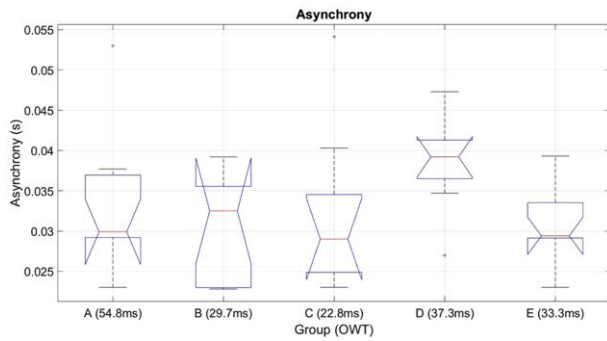 Asynchrony
0.055
0.05
0.045
0.04
0.035
0.03
0.025
Asynchrony (s)
A (54.8ms) B (29.7ms) C (22.8ms) D (37.3ms) E (33.3ms)
Group (OWT)